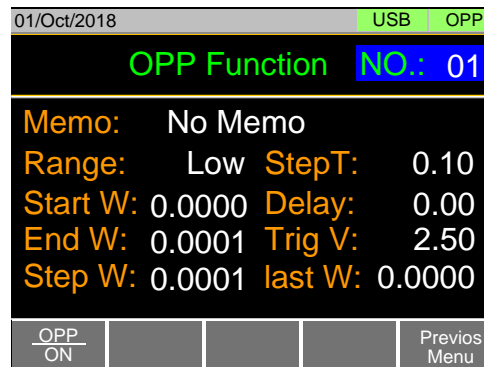 01/Oct/2018 USB OPP
OPP Function NO.: 01
Memo: No Memo
Range: Low StepT: 0.10
Start W: 0.0000 Delay: 0.00
End W: 0.0001 Trig V: 2.50
Step W: 0.0001 last W: 0.0000
OPP
ON
Previos
Menu